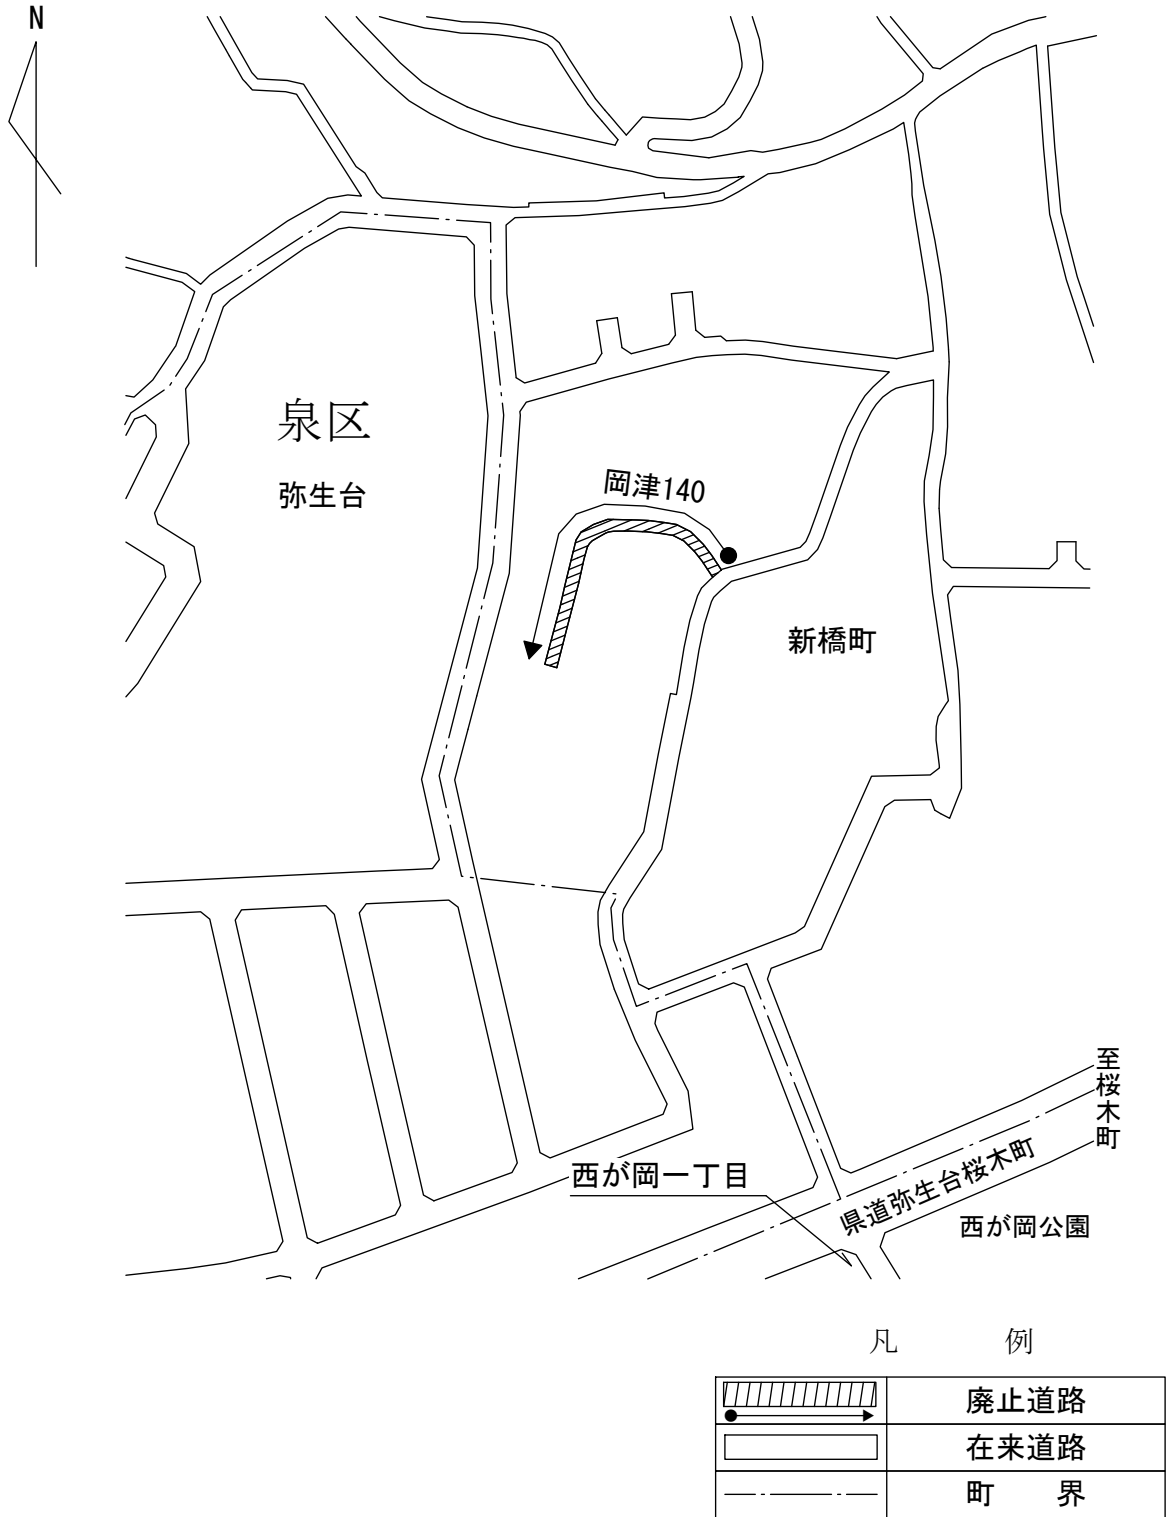 N
泉区
弥生台
岡津140
新橋町
至桜木町
県道弥生台桜木町
西が岡一丁目
西が岡公園
凡 例
廃止道路
在来道路
町 界